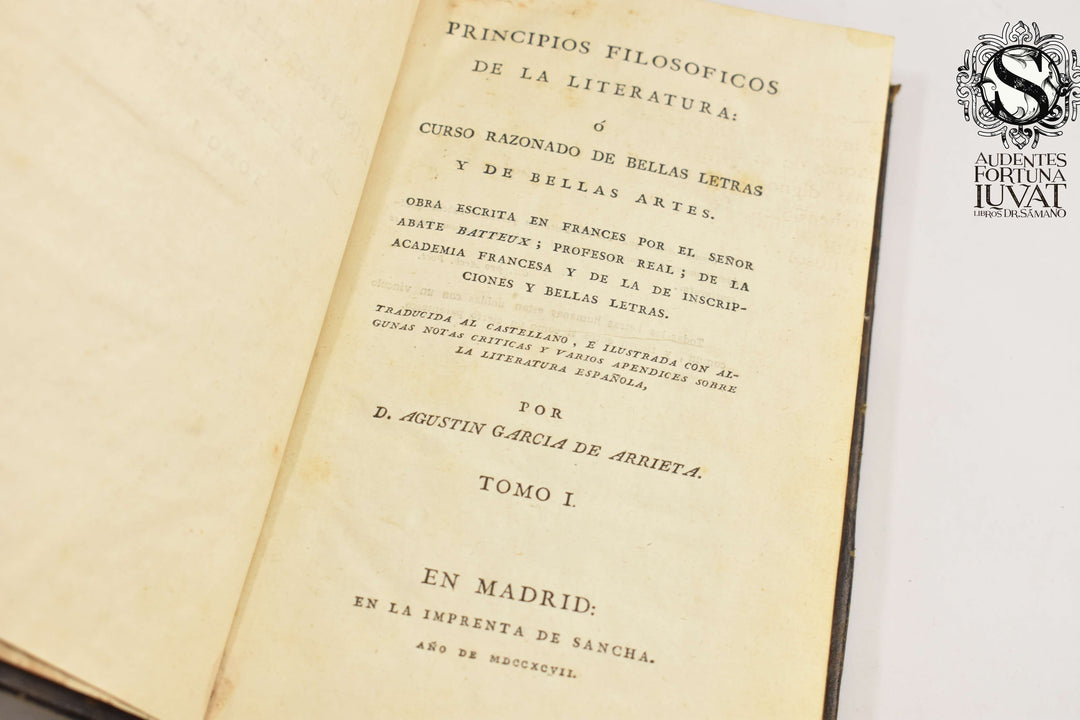 PRINCIPIOS FILOSOFICOS
DE LA LITERATURA:
ó
CURSO RAZONADO DE BELLAS LETRAS
Y DE BELLAS ARTES.
OBRA ESCRITA EN FRANCES POR EL SEÑOR
ABATE BATTEUX; PROFESOR REAL; DE LA
ACADEMIA FRANCESA Y DE LA DE INSCRIP-
CIONES Y BELLAS LETRAS.
TRADUCIDA AL CASTELLANO, E ILUSTRADA CON AL-
GUNAS NOTAS CRITICAS Y VARIOS APENDICES SOBRE
LA LITERATURA ESPAÑOLA,
POR
D. AGUSTIN GARCIA DE ARRIETA.
TOMO I.
EN MADRID:
EN LA IMPRENTA DE SANCHA.
AÑO DE MDCCXCVII.
S
AUDENTES
FORTUNA
IUVAT
LIBROS DR. SÁMANO